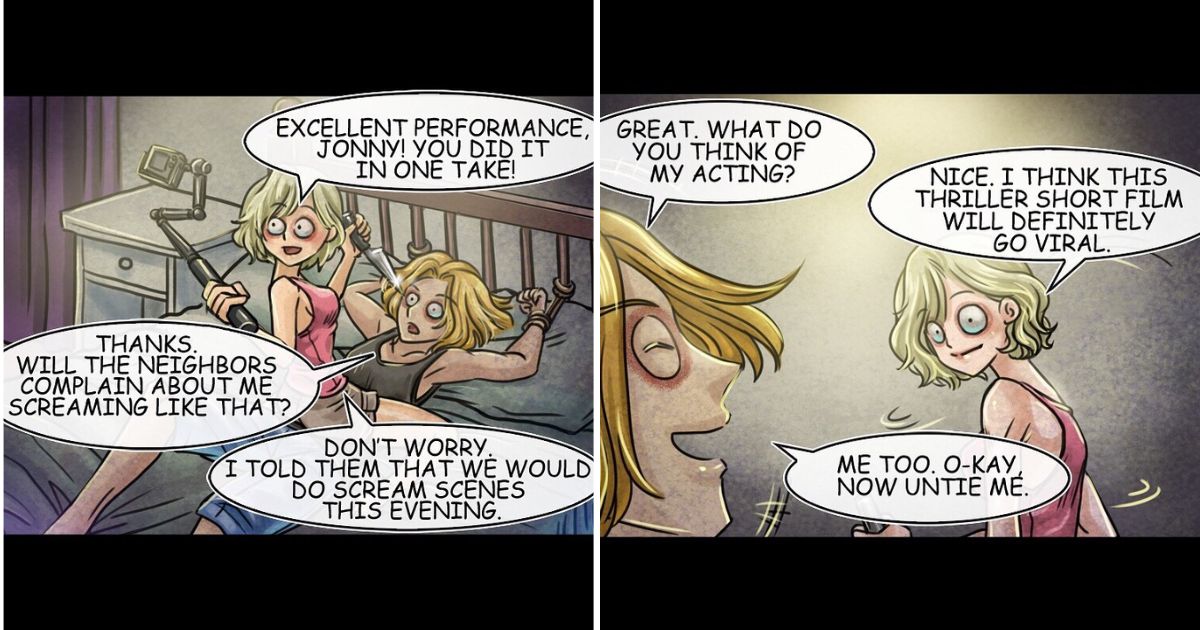 EXCELLENT PERFORMANCE,
JONNY! YOU DID IT
IN ONE TAKE!
THANKS.
WILL THE NEIGHBORS
COMPLAIN ABOUT ME
SCREAMING LIKE THAT?
DON'T WORRY.
I TOLD THEM THAT WE WOULD
DO SCREAM SCENES
THIS EVENING.
GREAT. WHAT DO
YOU THINK OF
MY ACTING?
NICE. I THINK THIS
THRILLER SHORT FILM
WILL DEFINITELY
GO VIRAL.
ME TOO. O-KAY,
NOW UNTIE ME.